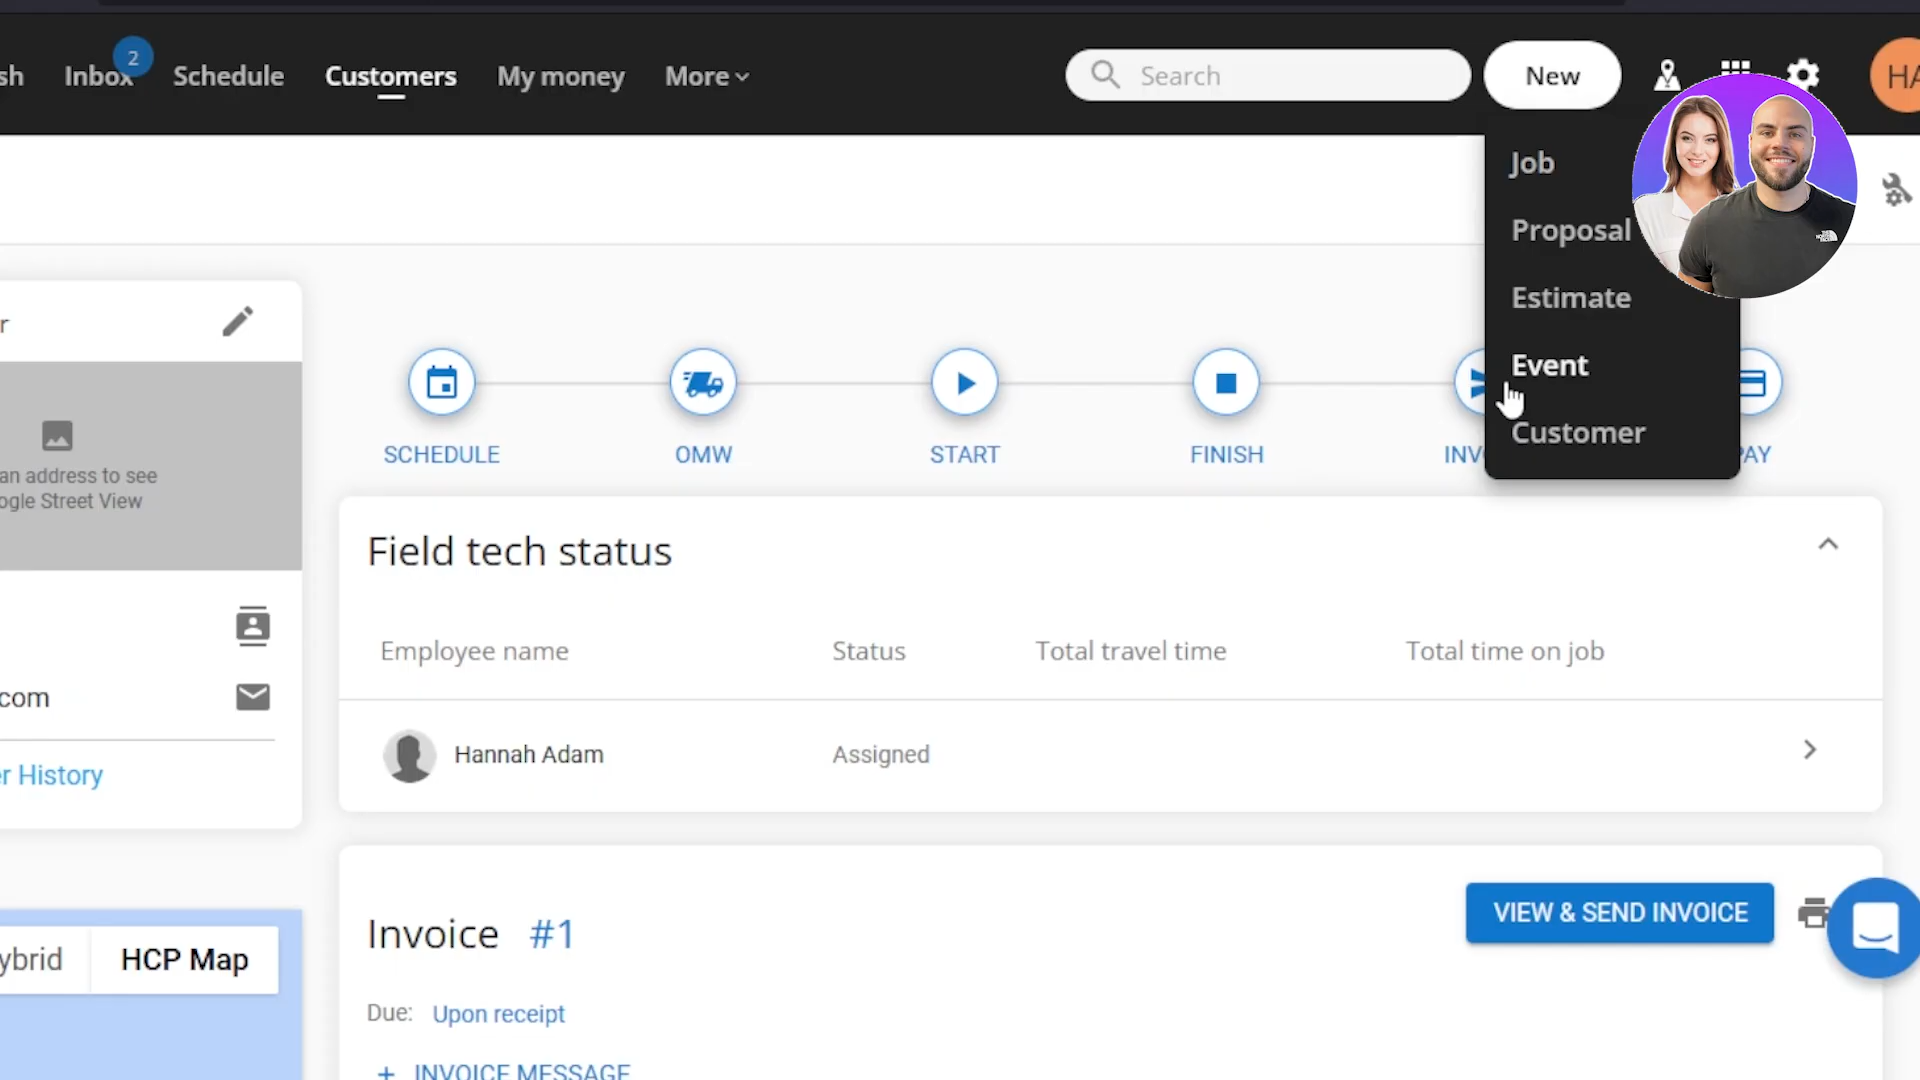 sh Inbox 2 Schedule Customers My money More Search New HA
Job
Proposal
Estimate
Event
Customer
r
an address to see
ogle Street View
com
r History
ybrid HCP Map
SCHEDULE OMW START FINISH INV PAY
Field tech status
Employee name Status Total travel time Total time on job
Hannah Adam Assigned
Invoice #1
VIEW & SEND INVOICE
Due: Upon receipt
+ INVOICE MESSAGE